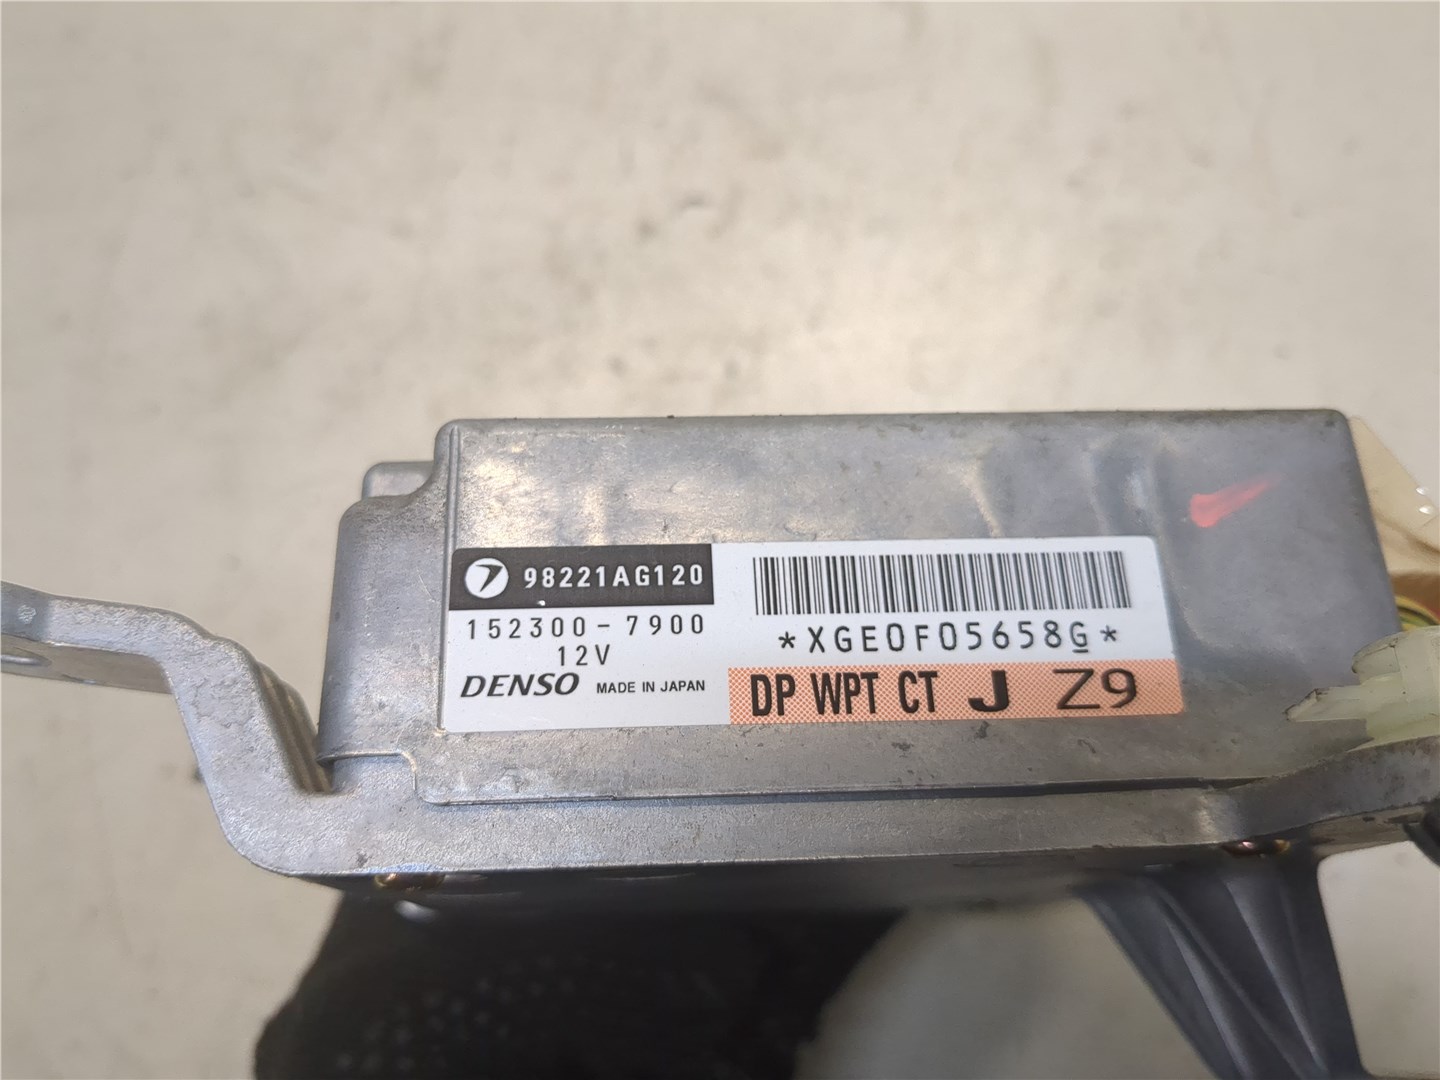 98221AG120
152300-7900
12V
DENSO MADE IN JAPAN
*XGE0F05658G*
DP WPT CT J Z9